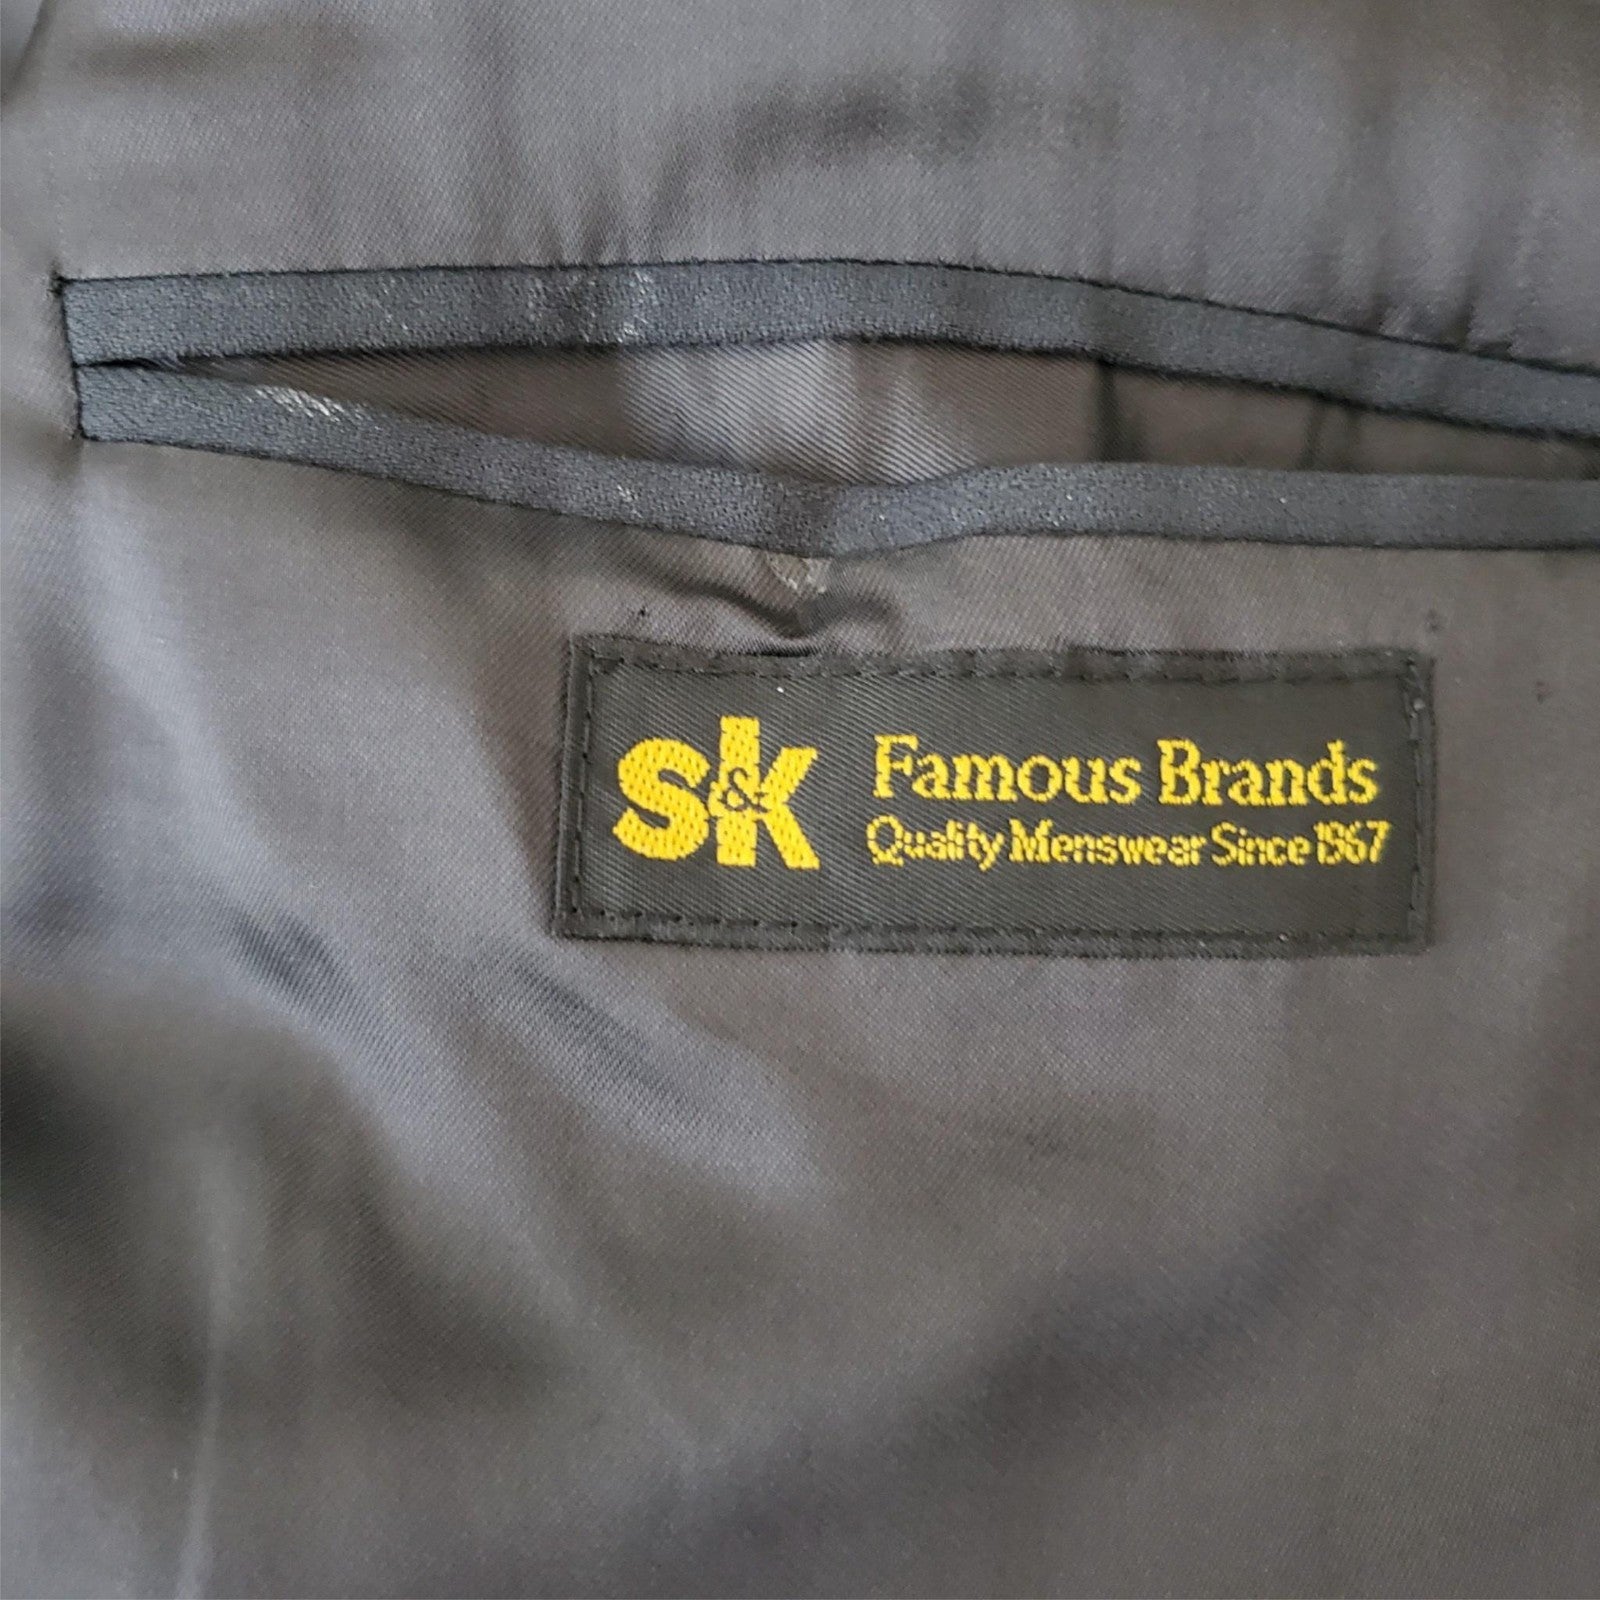 S&K
Famous Brands
Quality Menswear Since 1967